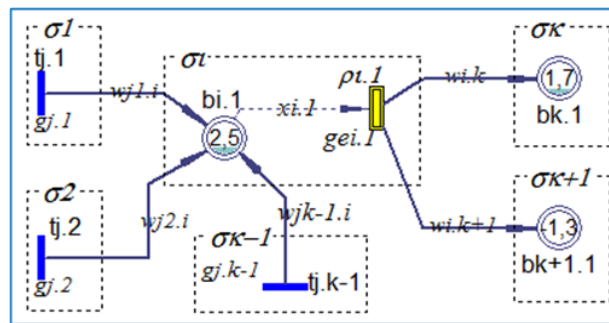 σ1
tj.1
gj.1
wj1.i
σι
bi.1
2,5
xi.1
ρι.1
gei.1
wi.k
σκ
1,7
bk.1
σ2
tj.2
gj.2
wj2.i
wjk-1.i
σκ−1
gj.k-1
tj.k-1
wi.k+1
σκ+1
-1,3
bk+1.1